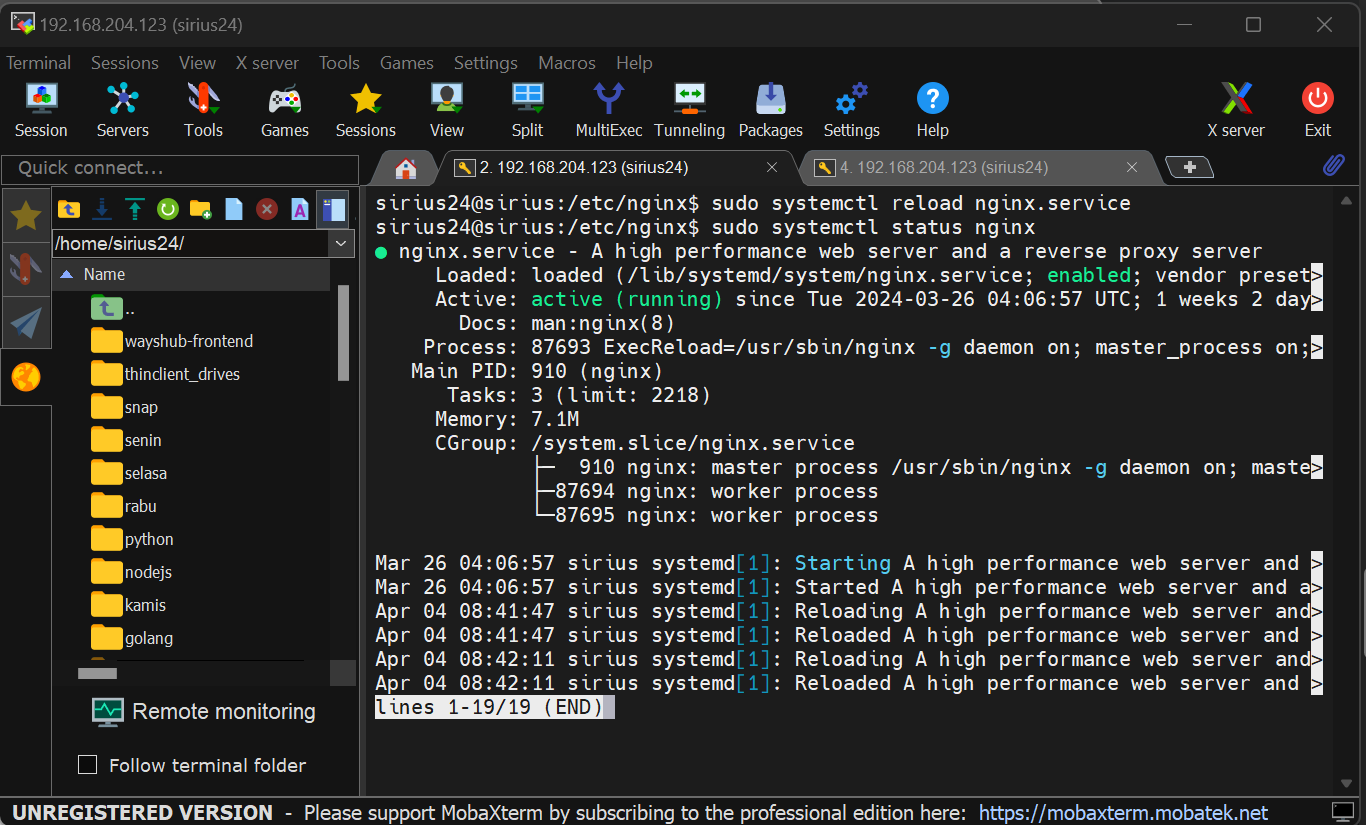 192.168.204.123 (sirius24)
Terminal Sessions View X server Tools Games Settings Macros Help
Session Servers Tools Games Sessions View Split MultiExec Tunneling Packages Settings Help X server Exit
Quick connect...
2. 192.168.204.123 (sirius24)
4. 192.168.204.123 (sirius24)
/home/sirius24/
Name
..
wayshub-frontend
thinclient_drives
snap
senin
selasa
rabu
python
nodejs
kamis
golang
Remote monitoring
Follow terminal folder
sirius24@sirius:/etc/nginx$ sudo systemctl reload nginx.service
sirius24@sirius:/etc/nginx$ sudo systemctl status nginx
● nginx.service - A high performance web server and a reverse proxy server
Loaded: loaded (/lib/systemd/system/nginx.service; enabled; vendor preset>
Active: active (running) since Tue 2024-03-26 04:06:57 UTC; 1 weeks 2 day>
Docs: man:nginx(8)
Process: 87693 ExecReload=/usr/sbin/nginx -g daemon on; master_process on;>
Main PID: 910 (nginx)
Tasks: 3 (limit: 2218)
Memory: 7.1M
CGroup: /system.slice/nginx.service
├─ 910 nginx: master process /usr/sbin/nginx -g daemon on; maste>
├─87694 nginx: worker process
└─87695 nginx: worker process
Mar 26 04:06:57 sirius systemd[1]: Starting A high performance web server and >
Mar 26 04:06:57 sirius systemd[1]: Started A high performance web server and a>
Apr 04 08:41:47 sirius systemd[1]: Reloading A high performance web server and>
Apr 04 08:41:47 sirius systemd[1]: Reloaded A high performance web server and >
Apr 04 08:42:11 sirius systemd[1]: Reloading A high performance web server and>
Apr 04 08:42:11 sirius systemd[1]: Reloaded A high performance web server and >
lines 1-19/19 (END)
UNREGISTERED VERSION - Please support MobaXterm by subscribing to the professional edition here: https://mobaxterm.mobatek.net